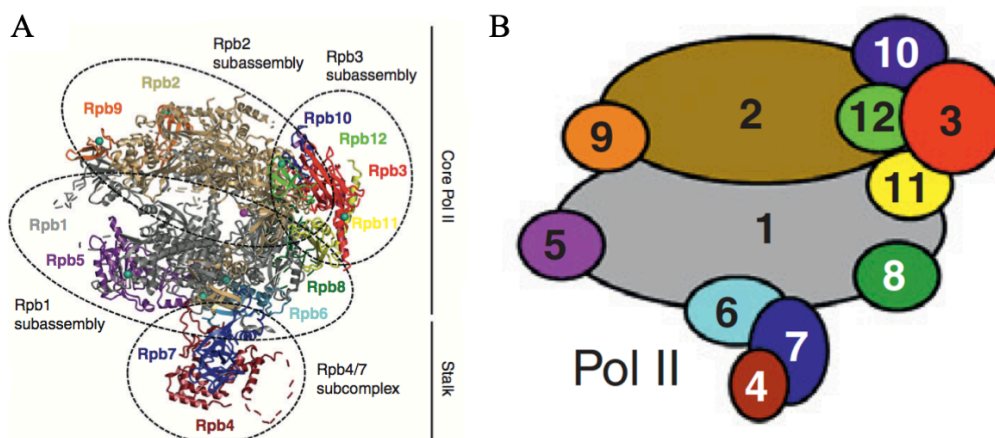 A
Rpb2
subassembly
Rpb3
subassembly
Rpb2
Rpb9
Rpb10
Rpb12
Rpb3
Rpb1
Rpb11
Rpb5
Rpb8
Rpb1
subassembly
Rpb6
Rpb7
Rpb4/7
subcomplex
Rpb4
Core Pol II
Stalk
B
10
2
12
3
9
11
1
5
8
6
7
Pol II
4